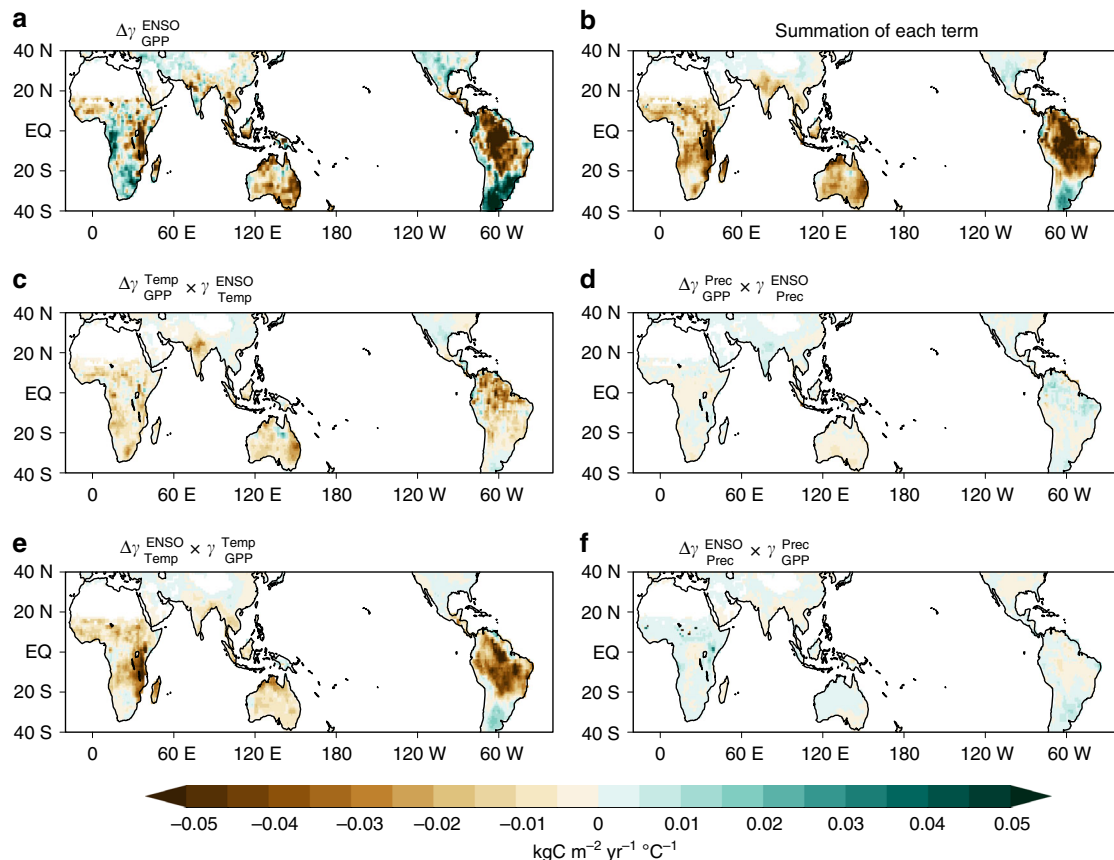 a Δγ ENSO GPP
b Summation of each term
40 N
20 N
EQ
20 S
40 S
0 60 E 120 E 180 120 W 60 W
40 N
20 N
EQ
20 S
40 S
0 60 E 120 E 180 120 W 60 W
c Δγ Temp GPP × γ ENSO Temp
d Δγ Prec GPP × γ ENSO Prec
40 N
20 N
EQ
20 S
40 S
0 60 E 120 E 180 120 W 60 W
40 N
20 N
EQ
20 S
40 S
0 60 E 120 E 180 120 W 60 W
e Δγ ENSO Temp × γ Temp GPP
f Δγ ENSO Prec × γ Prec GPP
40 N
20 N
EQ
20 S
40 S
0 60 E 120 E 180 120 W 60 W
40 N
20 N
EQ
20 S
40 S
0 60 E 120 E 180 120 W 60 W
−0.05 −0.04 −0.03 −0.02 −0.01 0 0.01 0.02 0.03 0.04 0.05
kgC m⁻² yr⁻¹ °C⁻¹